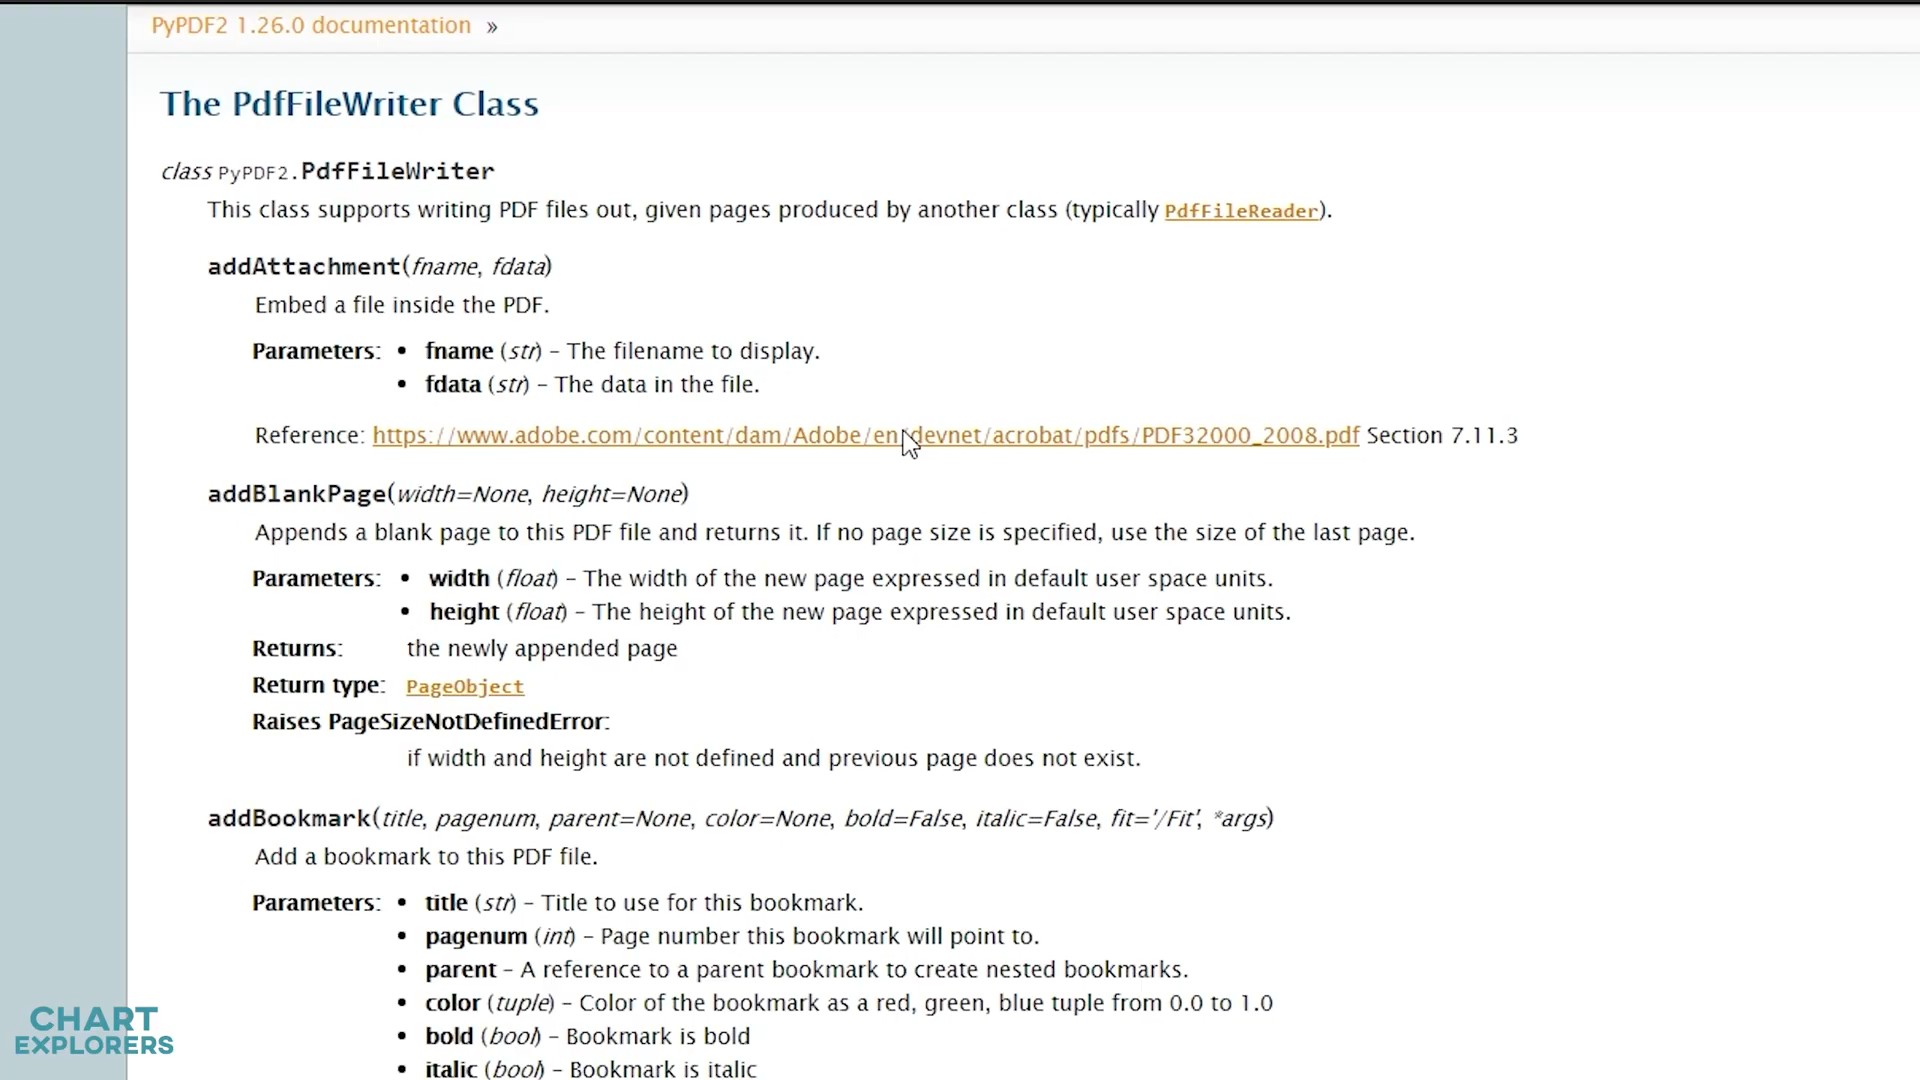 PyPDF2 1.26.0 documentation »
The PdfFileWriter Class
class PyPDF2.PdfFileWriter
This class supports writing PDF files out, given pages produced by another class (typically PdfFileReader).
addAttachment(fname, fdata)
Embed a file inside the PDF.
Parameters: • fname (str) – The filename to display.
• fdata (str) – The data in the file.
Reference: https://www.adobe.com/content/dam/Adobe/en/devnet/acrobat/pdfs/PDF32000_2008.pdf Section 7.11.3
addBlankPage(width=None, height=None)
Appends a blank page to this PDF file and returns it. If no page size is specified, use the size of the last page.
Parameters: • width (float) – The width of the new page expressed in default user space units.
• height (float) – The height of the new page expressed in default user space units.
Returns: the newly appended page
Return type: PageObject
Raises PageSizeNotDefinedError:
if width and height are not defined and previous page does not exist.
addBookmark(title, pagenum, parent=None, color=None, bold=False, italic=False, fit='/Fit', *args)
Add a bookmark to this PDF file.
Parameters: • title (str) – Title to use for this bookmark.
• pagenum (int) – Page number this bookmark will point to.
• parent – A reference to a parent bookmark to create nested bookmarks.
• color (tuple) – Color of the bookmark as a red, green, blue tuple from 0.0 to 1.0
• bold (bool) – Bookmark is bold
• italic (bool) – Bookmark is italic
CHART
EXPLORERS